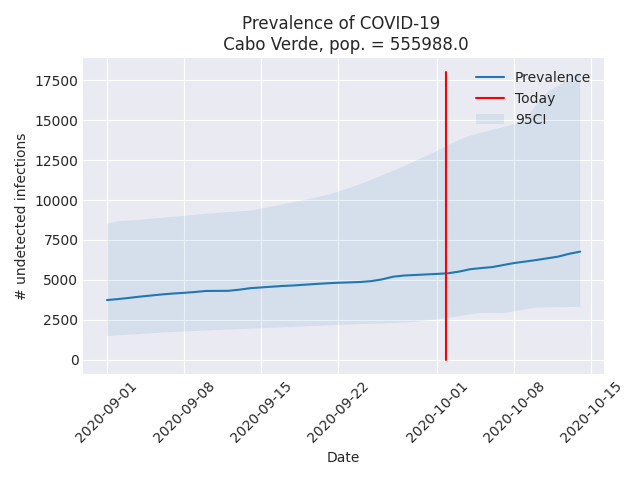 Prevalence of COVID-19
Cabo Verde, pop. = 555988.0
Prevalence
Today
95CI
# undetected infections
17500
15000
12500
10000
7500
5000
2500
0
2020-09-01
2020-09-08
2020-09-15
2020-09-22
2020-10-01
2020-10-08
2020-10-15
Date